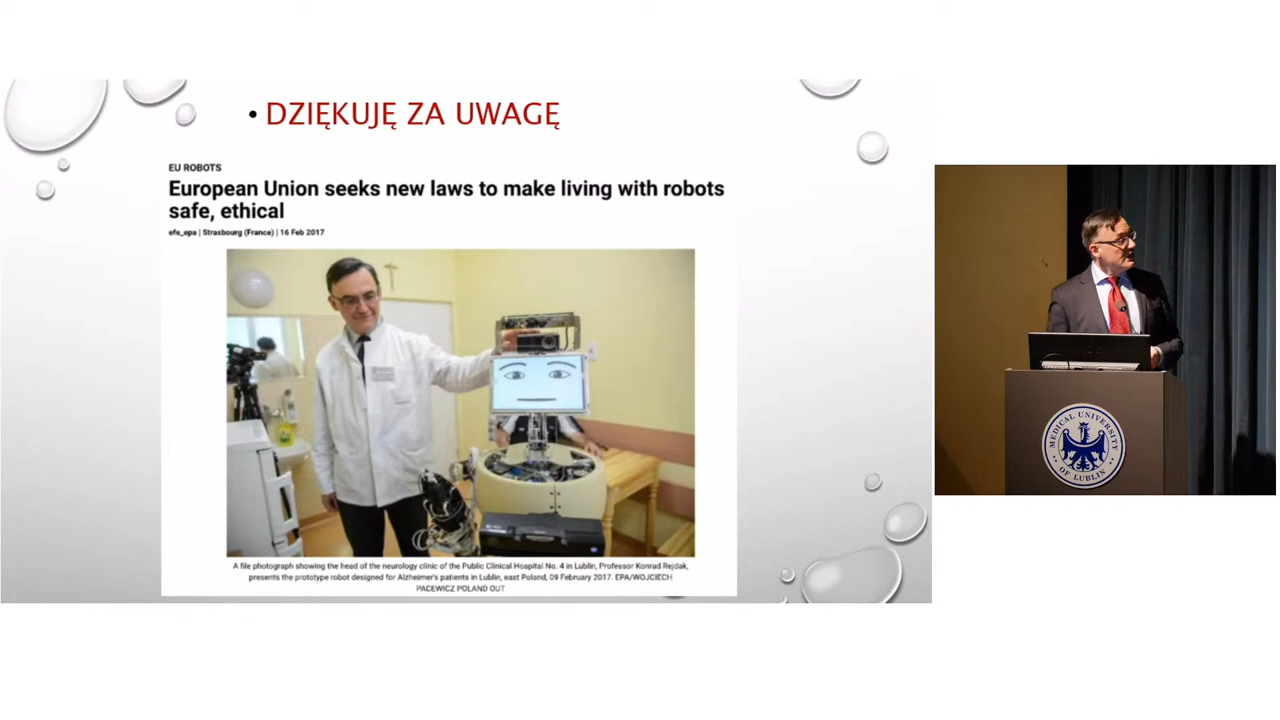 • DZIĘKUJĘ ZA UWAGĘ
EU ROBOTS
European Union seeks new laws to make living with robots
safe, ethical
efe_epa | Strasbourg (France) | 16 Feb 2017
A file photograph showing the head of the neurology clinic of the Public Clinical Hospital No. 4 in Lublin, Professor Konrad Rejdak,
presents the prototype robot designed for Alzheimer's patients in Lublin, east Poland, 09 February 2017. EPA/WOJCIECH
PACEWICZ POLAND OUT
MEDICAL UNIVERSITY
OF LUBLIN